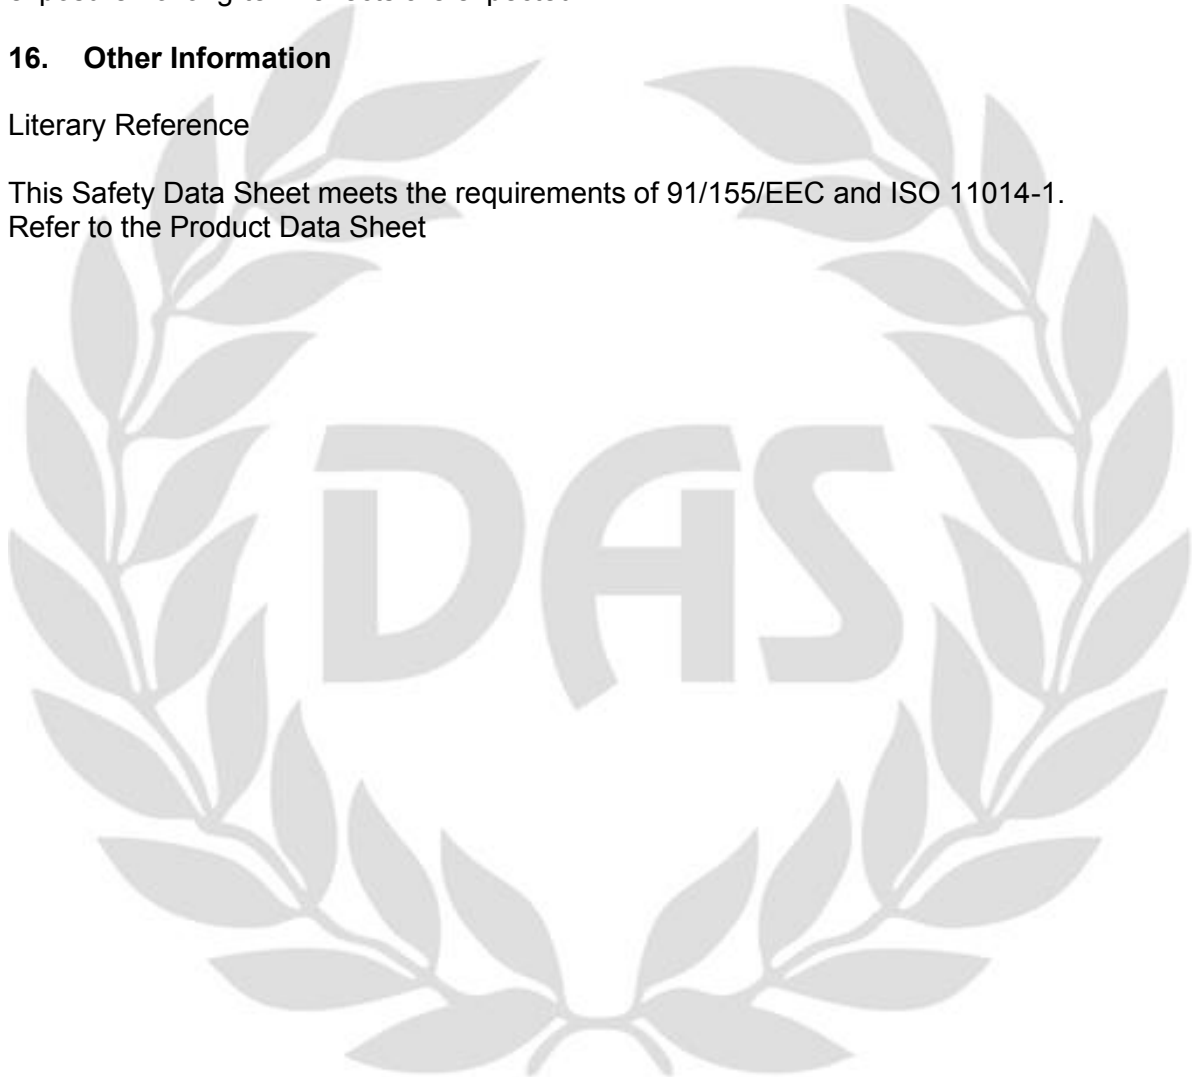 16. Other Information
Literary Reference
This Safety Data Sheet meets the requirements of 91/155/EEC and ISO 11014-1.
Refer to the Product Data Sheet
DAS